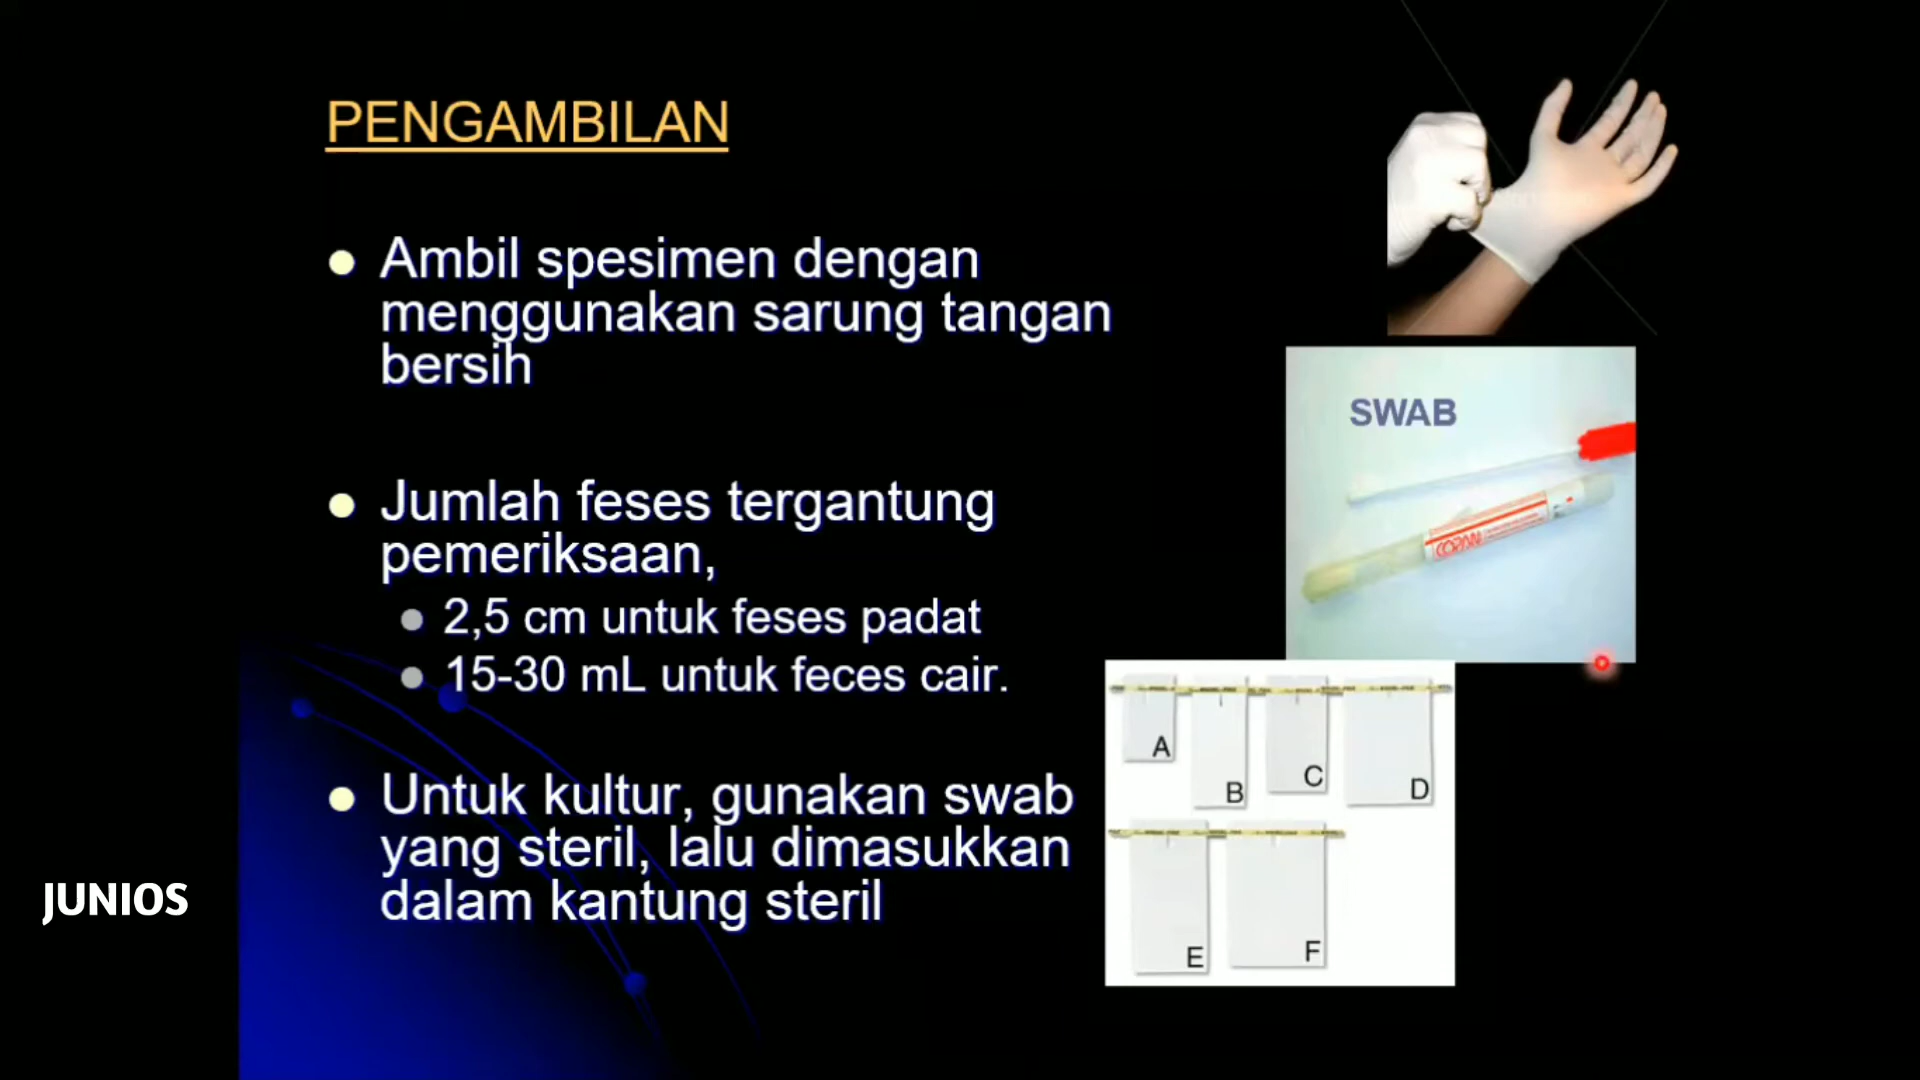 PENGAMBILAN
Ambil spesimen dengan
menggunakan sarung tangan
bersih
Jumlah feses tergantung
pemeriksaan,
2,5 cm untuk feses padat
15-30 mL untuk feces cair.
Untuk kultur, gunakan swab
yang steril, lalu dimasukkan
dalam kantung steril
SWAB
COPAN
A
B
C
D
E
F
JUNIOS